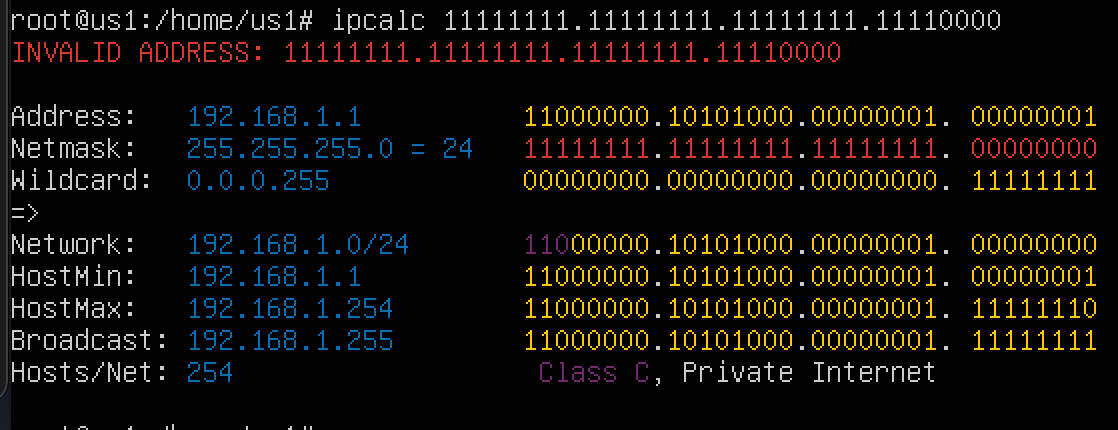 root@us1:/home/us1# ipcalc 11111111.11111111.11111111.11110000
INVALID ADDRESS: 11111111.11111111.11111111.11110000
Address: 192.168.1.1 11000000.10101000.00000001. 00000001
Netmask: 255.255.255.0 = 24 11111111.11111111.11111111. 00000000
Wildcard: 0.0.0.255 00000000.00000000.00000000. 11111111
=>
Network: 192.168.1.0/24 11000000.10101000.00000001. 00000000
HostMin: 192.168.1.1 11000000.10101000.00000001. 00000001
HostMax: 192.168.1.254 11000000.10101000.00000001. 11111110
Broadcast: 192.168.1.255 11000000.10101000.00000001. 11111111
Hosts/Net: 254 Class C, Private Internet